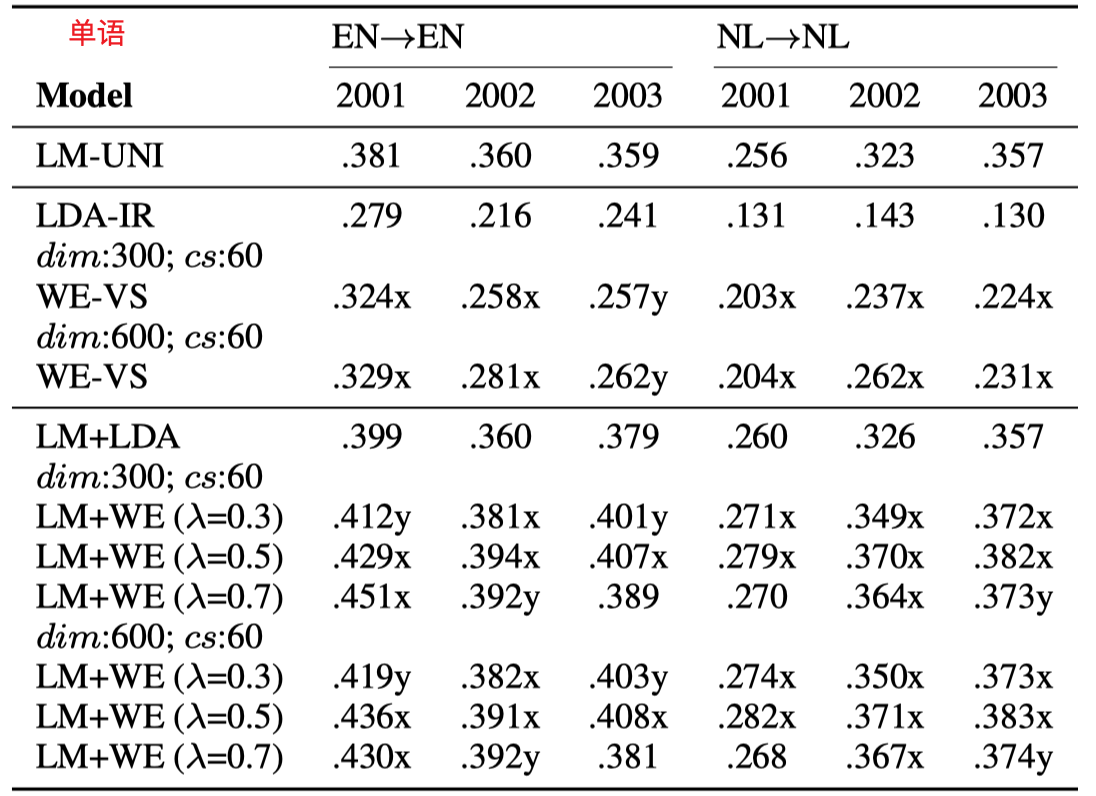 单语 EN→EN NL→NL
Model 2001 2002 2003 2001 2002 2003
LM-UNI .381 .360 .359 .256 .323 .357
LDA-IR .279 .216 .241 .131 .143 .130
dim:300; cs:60
WE-VS .324x .258x .257y .203x .237x .224x
dim:600; cs:60
WE-VS .329x .281x .262y .204x .262x .231x
LM+LDA .399 .360 .379 .260 .326 .357
dim:300; cs:60
LM+WE (λ=0.3) .412y .381x .401y .271x .349x .372x
LM+WE (λ=0.5) .429x .394x .407x .279x .370x .382x
LM+WE (λ=0.7) .451x .392y .389 .270 .364x .373y
dim:600; cs:60
LM+WE (λ=0.3) .419y .382x .403y .274x .350x .373x
LM+WE (λ=0.5) .436x .391x .408x .282x .371x .383x
LM+WE (λ=0.7) .430x .392y .381 .268 .367x .374y